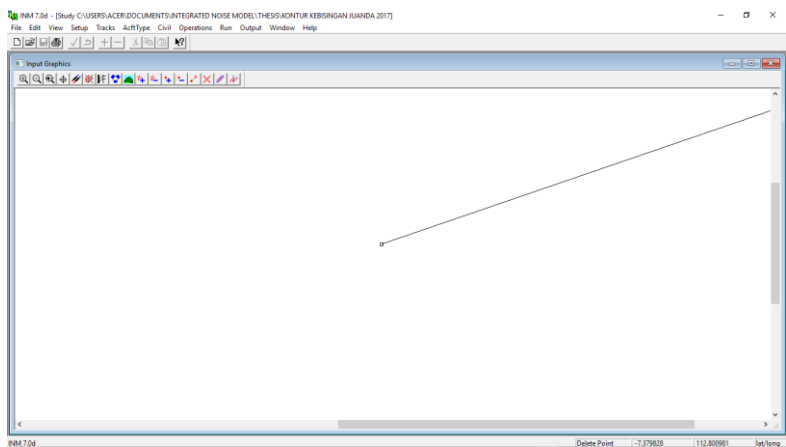 INM 7.0d - [Study C:\USERS\ACER\DOCUMENTS\INTEGRATED NOISE MODEL\THESIS\KONTUR KEBISINGAN JUANDA 2017]
File Edit View Setup Tracks AcftType Civil Operations Run Output Window Help
Input Graphics
INM 7.0d Delete Point -7.379828 112.800981 lat/long